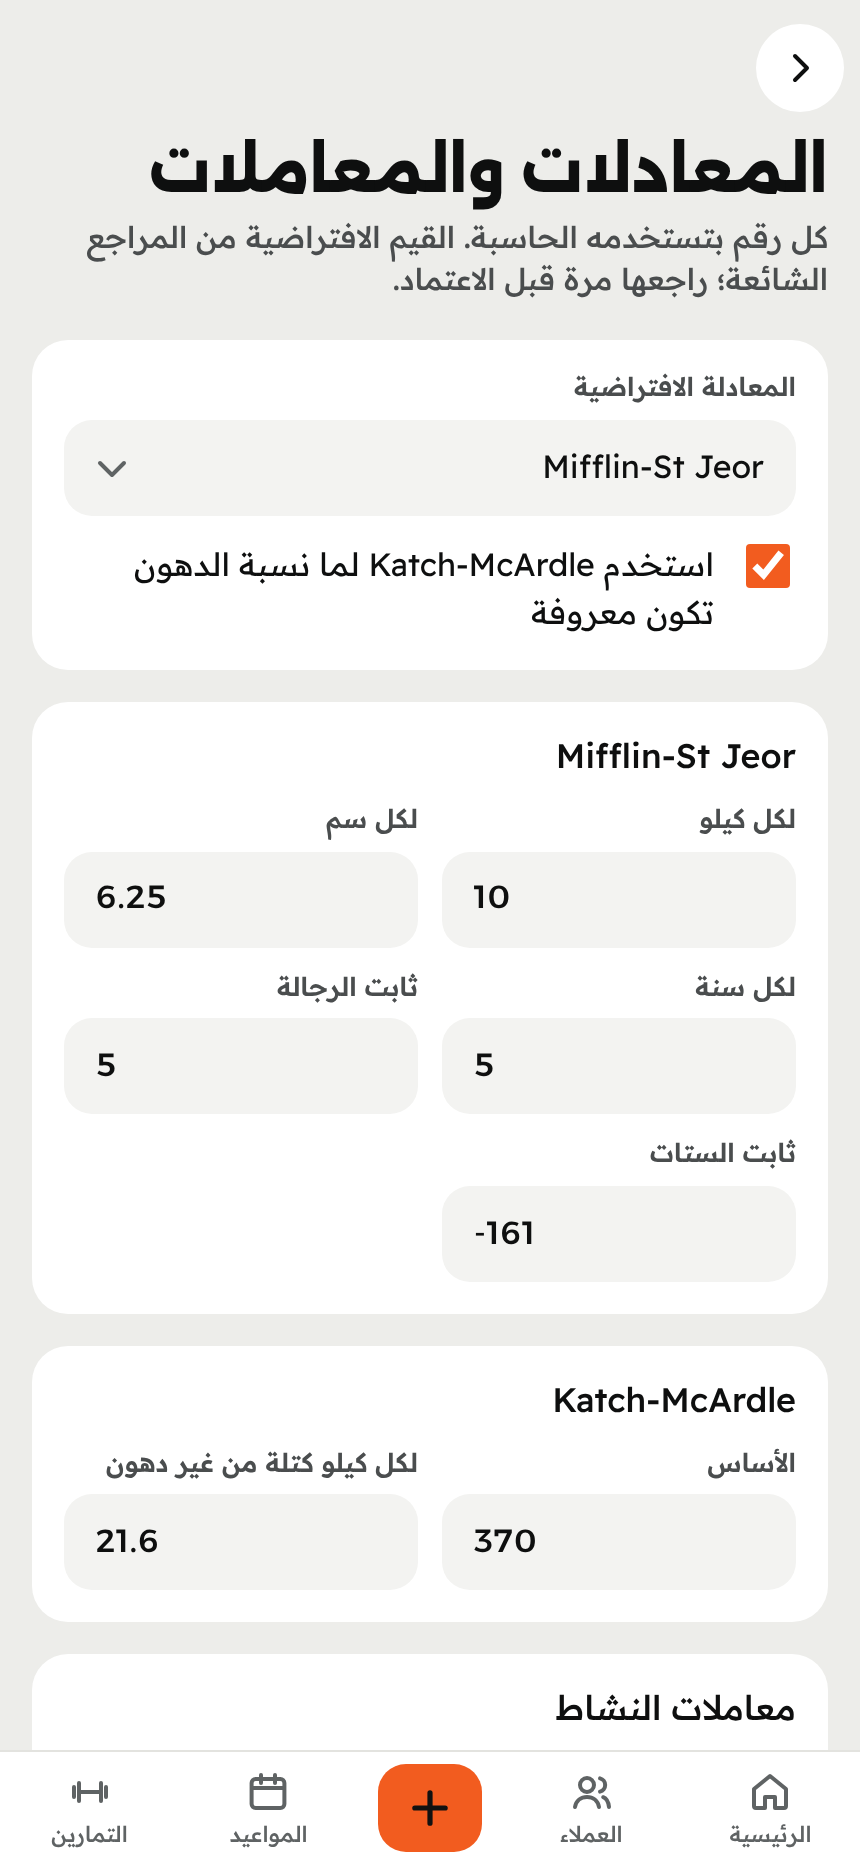 المعادلات والمعاملات
كل رقم بتستخدمه الحاسبة. القيم الافتراضية من المراجع
الشائعة؛ راجعها مرة قبل الاعتماد.
المعادلة الافتراضية
Mifflin-St Jeor
استخدم Katch-McArdle لما نسبة الدهون
تكون معروفة
Mifflin-St Jeor
لكل كيلو
لكل سم
10
6.25
لكل سنة
ثابت الرجالة
5
5
ثابت الستات
-161
Katch-McArdle
الأساس
لكل كيلو كتلة من غير دهون
370
21.6
معاملات النشاط
الرئيسية
العملاء
المواعيد
التمارين